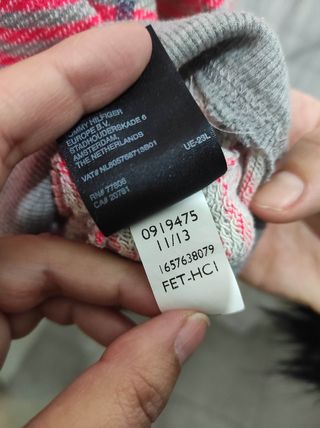 TOMMY HILFIGER
EUROPE B.V.
STADHOUDERSKADE 6
AMSTERDAM,
THE NETHERLANDS
VAT# NL805768713B01
UE-23L
RN# 77806
CA# 20781
0919475
11/13
1657638079
FET-HC1